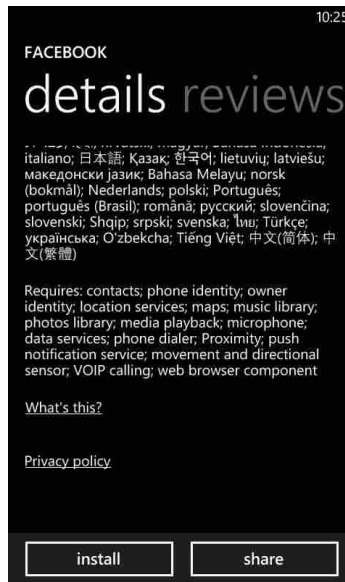 10:25
FACEBOOK
details reviews
italiano; 日本語; Қазақ; 한국어; lietuvių; latviešu;
македонски јазик; Bahasa Melayu; norsk
(bokmål); Nederlands; polski; Português;
português (Brasil); română; русский; slovenčina;
slovenski; Shqip; srpski; svenska; ไทย; Türkçe;
українська; O'zbekcha; Tiếng Việt; 中文(简体); 中
文(繁體)
Requires: contacts; phone identity; owner
identity; location services; maps; music library;
photos library; media playback; microphone;
data services; phone dialer; Proximity; push
notification service; movement and directional
sensor; VOIP calling; web browser component
What's this?
Privacy policy
install
share